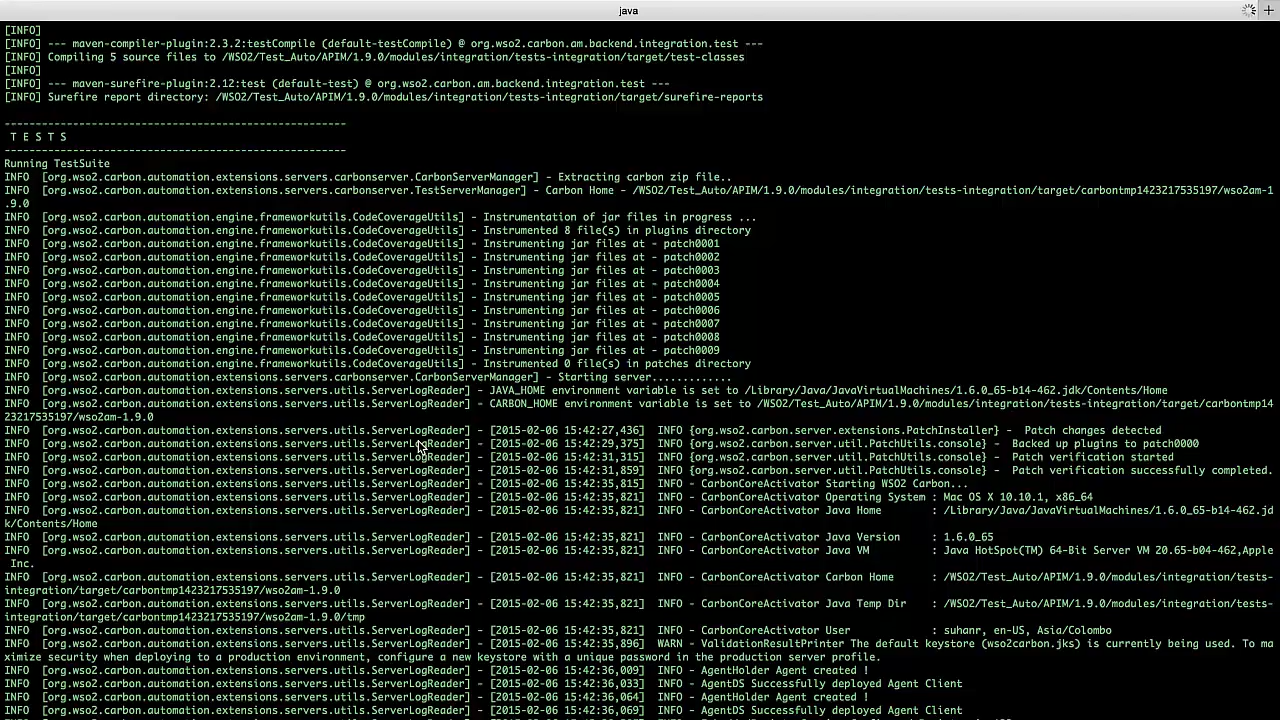 java
[INFO]
[INFO] --- maven-compiler-plugin:2.3.2:testCompile (default-testCompile) @ org.wso2.carbon.am.backend.integration.test ---
[INFO] Compiling 5 source files to /WSO2/Test_Auto/APIM/1.9.0/modules/integration/tests-integration/target/test-classes
[INFO]
[INFO] --- maven-surefire-plugin:2.12:test (default-test) @ org.wso2.carbon.am.backend.integration.test ---
[INFO] Surefire report directory: /WSO2/Test_Auto/APIM/1.9.0/modules/integration/tests-integration/target/surefire-reports
-------------------------------------------------------
T E S T S
-------------------------------------------------------
Running TestSuite
INFO  [org.wso2.carbon.automation.extensions.servers.carbonserver.CarbonServerManager] - Extracting carbon zip file..
INFO  [org.wso2.carbon.automation.extensions.servers.carbonserver.TestServerManager] - Carbon Home - /WSO2/Test_Auto/APIM/1.9.0/modules/integration/tests-integration/target/carbontmp1423217535197/wso2am-1
.9.0
INFO  [org.wso2.carbon.automation.engine.frameworkutils.CodeCoverageUtils] - Instrumentation of jar files in progress ...
INFO  [org.wso2.carbon.automation.engine.frameworkutils.CodeCoverageUtils] - Instrumented 8 file(s) in plugins directory
INFO  [org.wso2.carbon.automation.engine.frameworkutils.CodeCoverageUtils] - Instrumenting jar files at - patch0001
INFO  [org.wso2.carbon.automation.engine.frameworkutils.CodeCoverageUtils] - Instrumenting jar files at - patch0002
INFO  [org.wso2.carbon.automation.engine.frameworkutils.CodeCoverageUtils] - Instrumenting jar files at - patch0003
INFO  [org.wso2.carbon.automation.engine.frameworkutils.CodeCoverageUtils] - Instrumenting jar files at - patch0004
INFO  [org.wso2.carbon.automation.engine.frameworkutils.CodeCoverageUtils] - Instrumenting jar files at - patch0005
INFO  [org.wso2.carbon.automation.engine.frameworkutils.CodeCoverageUtils] - Instrumenting jar files at - patch0006
INFO  [org.wso2.carbon.automation.engine.frameworkutils.CodeCoverageUtils] - Instrumenting jar files at - patch0007
INFO  [org.wso2.carbon.automation.engine.frameworkutils.CodeCoverageUtils] - Instrumenting jar files at - patch0008
INFO  [org.wso2.carbon.automation.engine.frameworkutils.CodeCoverageUtils] - Instrumenting jar files at - patch0009
INFO  [org.wso2.carbon.automation.engine.frameworkutils.CodeCoverageUtils] - Instrumented 0 file(s) in patches directory
INFO  [org.wso2.carbon.automation.extensions.servers.carbonserver.CarbonServerManager] - Starting server.............
INFO  [org.wso2.carbon.automation.extensions.servers.utils.ServerLogReader] - JAVA_HOME environment variable is set to /Library/Java/JavaVirtualMachines/1.6.0_65-b14-462.jdk/Contents/Home
INFO  [org.wso2.carbon.automation.extensions.servers.utils.ServerLogReader] - CARBON_HOME environment variable is set to /WSO2/Test_Auto/APIM/1.9.0/modules/integration/tests-integration/target/carbontmp14
23217535197/wso2am-1.9.0
INFO  [org.wso2.carbon.automation.extensions.servers.utils.ServerLogReader] - [2015-02-06 15:42:27,436]  INFO {org.wso2.carbon.server.extensions.PatchInstaller} -  Patch changes detected
INFO  [org.wso2.carbon.automation.extensions.servers.utils.ServerLogReader] - [2015-02-06 15:42:29,375]  INFO {org.wso2.carbon.server.util.PatchUtils.console} -  Backed up plugins to patch0000
INFO  [org.wso2.carbon.automation.extensions.servers.utils.ServerLogReader] - [2015-02-06 15:42:31,315]  INFO {org.wso2.carbon.server.util.PatchUtils.console} -  Patch verification started
INFO  [org.wso2.carbon.automation.extensions.servers.utils.ServerLogReader] - [2015-02-06 15:42:31,859]  INFO {org.wso2.carbon.server.util.PatchUtils.console} -  Patch verification successfully completed.
INFO  [org.wso2.carbon.automation.extensions.servers.utils.ServerLogReader] - [2015-02-06 15:42:35,815]  INFO - CarbonCoreActivator Starting WSO2 Carbon...
INFO  [org.wso2.carbon.automation.extensions.servers.utils.ServerLogReader] - [2015-02-06 15:42:35,821]  INFO - CarbonCoreActivator Operating System : Mac OS X 10.10.1, x86_64
INFO  [org.wso2.carbon.automation.extensions.servers.utils.ServerLogReader] - [2015-02-06 15:42:35,821]  INFO - CarbonCoreActivator Java Home        : /Library/Java/JavaVirtualMachines/1.6.0_65-b14-462.jd
k/Contents/Home
INFO  [org.wso2.carbon.automation.extensions.servers.utils.ServerLogReader] - [2015-02-06 15:42:35,821]  INFO - CarbonCoreActivator Java Version     : 1.6.0_65
INFO  [org.wso2.carbon.automation.extensions.servers.utils.ServerLogReader] - [2015-02-06 15:42:35,821]  INFO - CarbonCoreActivator Java VM          : Java HotSpot(TM) 64-Bit Server VM 20.65-b04-462,Apple
Inc.
INFO  [org.wso2.carbon.automation.extensions.servers.utils.ServerLogReader] - [2015-02-06 15:42:35,821]  INFO - CarbonCoreActivator Carbon Home      : /WSO2/Test_Auto/APIM/1.9.0/modules/integration/tests-
integration/target/carbontmp1423217535197/wso2am-1.9.0
INFO  [org.wso2.carbon.automation.extensions.servers.utils.ServerLogReader] - [2015-02-06 15:42:35,821]  INFO - CarbonCoreActivator Java Temp Dir    : /WSO2/Test_Auto/APIM/1.9.0/modules/integration/tests-
integration/target/carbontmp1423217535197/wso2am-1.9.0/tmp
INFO  [org.wso2.carbon.automation.extensions.servers.utils.ServerLogReader] - [2015-02-06 15:42:35,821]  INFO - CarbonCoreActivator User             : suhanr, en-US, Asia/Colombo
INFO  [org.wso2.carbon.automation.extensions.servers.utils.ServerLogReader] - [2015-02-06 15:42:35,896]  WARN - ValidationResultPrinter The default keystore (wso2carbon.jks) is currently being used. To ma
ximize security when deploying to a production environment, configure a new keystore with a unique password in the production server profile.
INFO  [org.wso2.carbon.automation.extensions.servers.utils.ServerLogReader] - [2015-02-06 15:42:36,009]  INFO - AgentHolder Agent created !
INFO  [org.wso2.carbon.automation.extensions.servers.utils.ServerLogReader] - [2015-02-06 15:42:36,033]  INFO - AgentDS Successfully deployed Agent Client
INFO  [org.wso2.carbon.automation.extensions.servers.utils.ServerLogReader] - [2015-02-06 15:42:36,064]  INFO - AgentHolder Agent created !
INFO  [org.wso2.carbon.automation.extensions.servers.utils.ServerLogReader] - [2015-02-06 15:42:36,069]  INFO - AgentDS Successfully deployed Agent Client